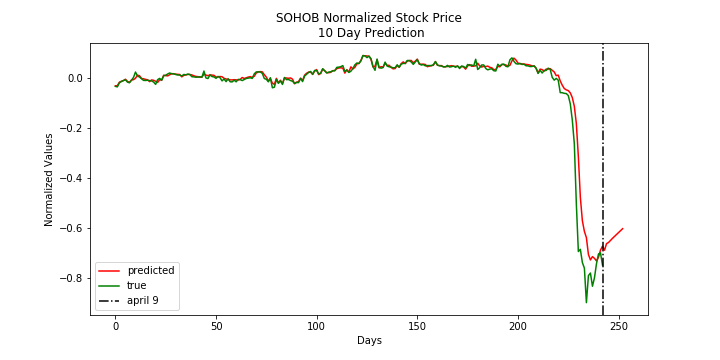 SOHOB Normalized Stock Price
10 Day Prediction
Normalized Values
0.0
−0.2
−0.4
−0.6
−0.8
predicted
true
april 9
0 50 100 150 200 250
Days